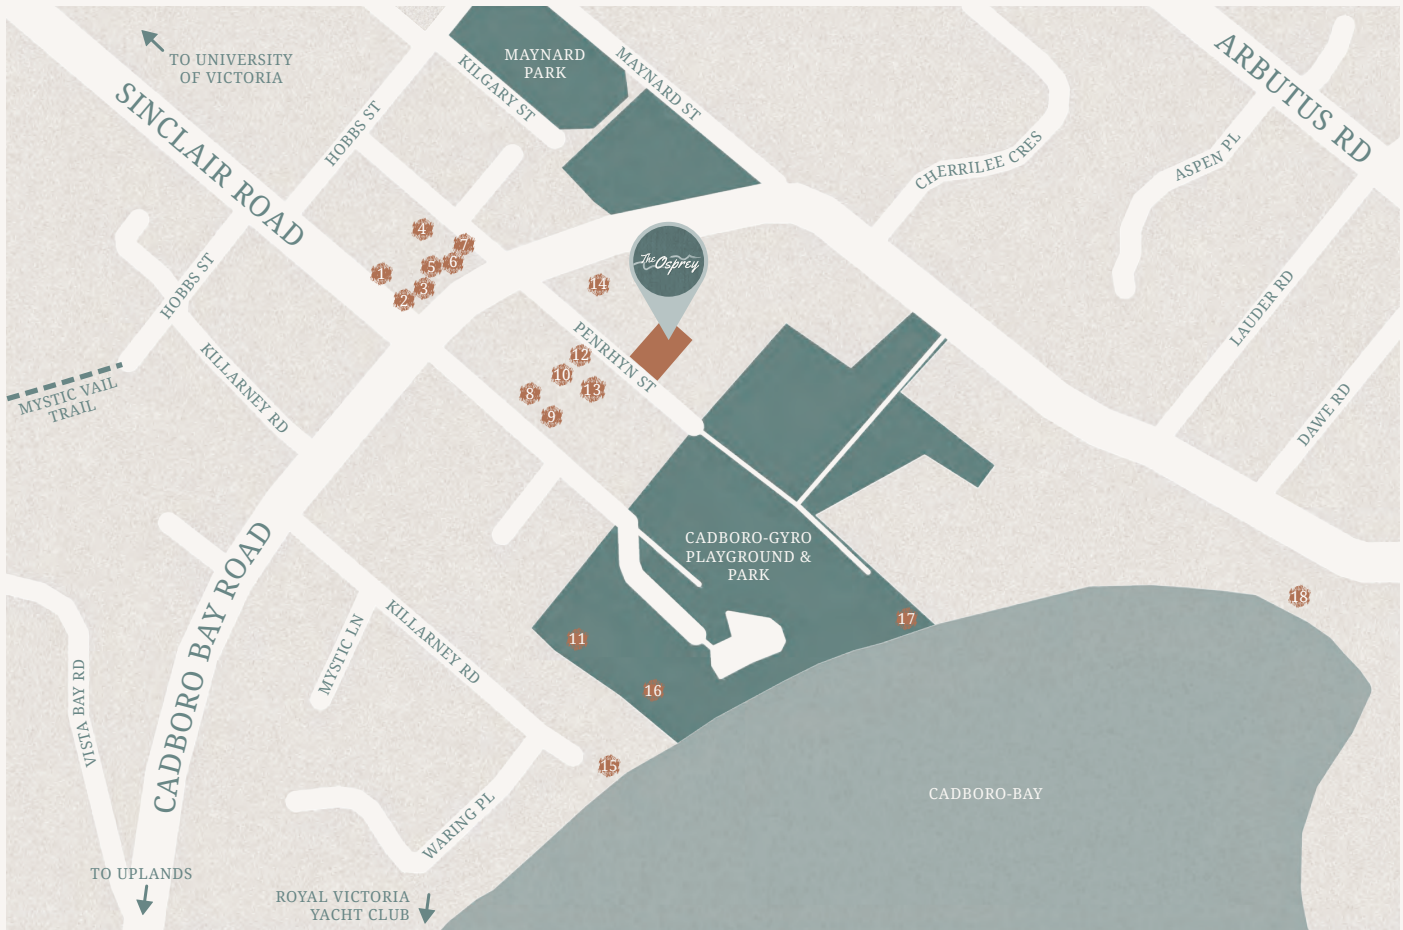 TO UNIVERSITY
OF VICTORIA
MAYNARD
PARK
KILGARY ST
MAYNARD ST
ARBUTUS RD
SINCLAIR ROAD
HOBBS ST
CHERRILEE CRES
ASPEN PL
4
7
5
6
1
3
2
14
The Osprey
HOBBS ST
LAUDER RD
PENRHYN ST
12
10
13
8
9
KILLARNEY RD
MYSTIC VAIL
TRAIL
DAWE RD
CADBORO-GYRO
PLAYGROUND &
PARK
CADBORO BAY ROAD
18
17
11
16
KILLARNEY RD
MYSTIC LN
VISTA BAY RD
15
CADBORO-BAY
WARING PL
TO UPLANDS
ROYAL VICTORIA
YACHT CLUB